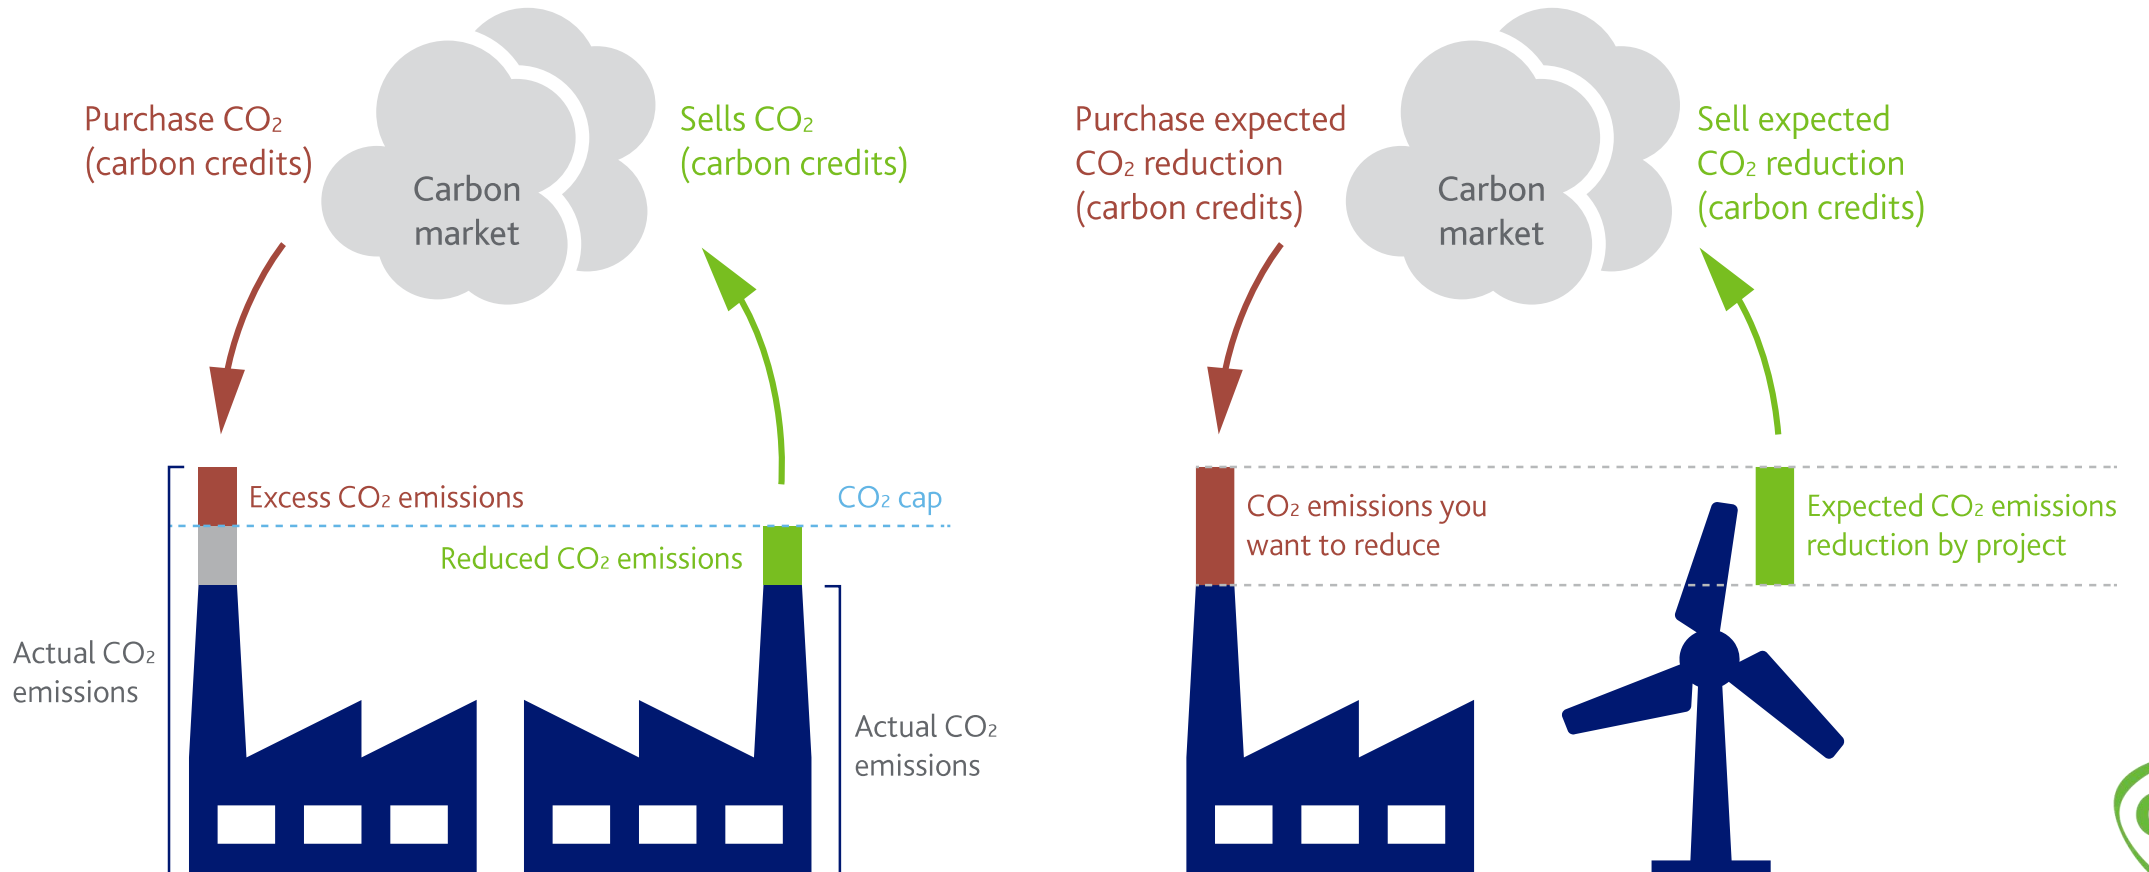 Purchase CO₂
(carbon credits)
Carbon
market
Sells CO₂
(carbon credits)
Excess CO₂ emissions
CO₂ cap
Reduced CO₂ emissions
Actual CO₂
emissions
Actual CO₂
emissions
Purchase expected
CO₂ reduction
(carbon credits)
Carbon
market
Sell expected
CO₂ reduction
(carbon credits)
CO₂ emissions you
want to reduce
Expected CO₂ emissions
reduction by project